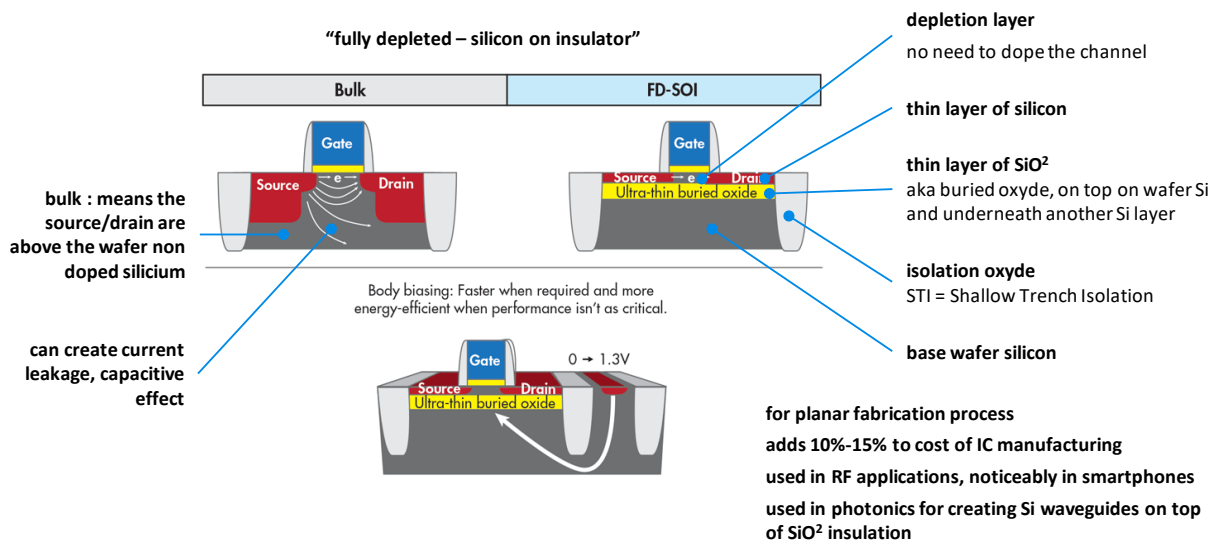 "fully depleted – silicon on insulator"
Bulk
FD-SOI
Gate
e
Source
Drain
Gate
Source
e
Drain
Ultra-thin buried oxide
bulk : means the
source/drain are
above the wafer non
doped silicium
can create current
leakage, capacitive
effect
depletion layer
no need to dope the channel
thin layer of silicon
thin layer of SiO²
aka buried oxyde, on top on wafer Si
and underneath another Si layer
isolation oxyde
STI = Shallow Trench Isolation
base wafer silicon
Body biasing: Faster when required and more
energy-efficient when performance isn't as critical.
Gate
0 → 1.3V
Source
Drain
Ultra-thin buried oxide
for planar fabrication process
adds 10%-15% to cost of IC manufacturing
used in RF applications, noticeably in smartphones
used in photonics for creating Si waveguides on top
of SiO² insulation